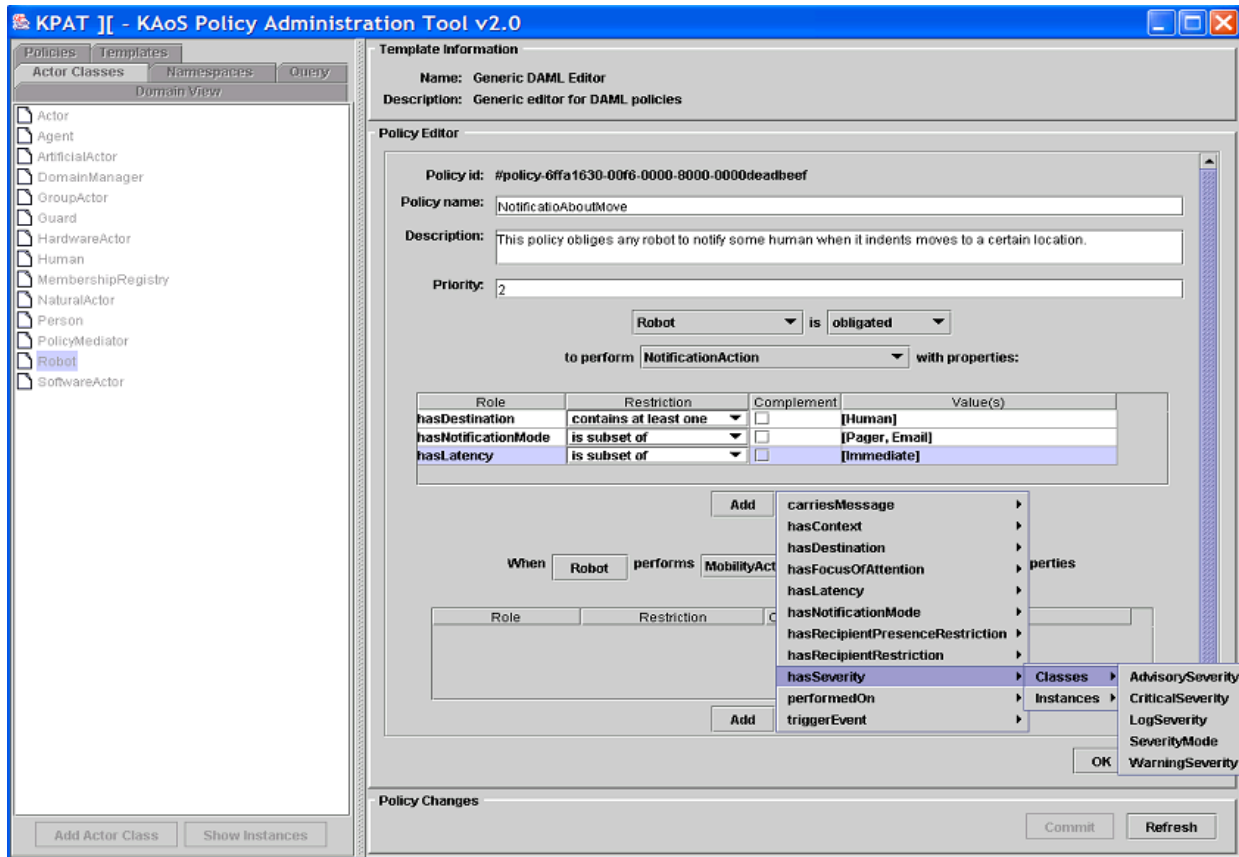 KPAT ][ - KAoS Policy Administration Tool v2.0
Policies Templates
Actor Classes Namespaces Query
Domain View
Actor
Agent
ArtificialActor
DomainManager
GroupActor
Guard
HardwareActor
Human
MembershipRegistry
NaturalActor
Person
PolicyMediator
Robot
SoftwareActor
Add Actor Class Show Instances
Template Information
Name: Generic DAML Editor
Description: Generic editor for DAML policies
Policy Editor
Policy id: #policy-6ffa1630-00f6-0000-8000-0000deadbeef
Policy name: NotificatioAboutMove
Description: This policy obliges any robot to notify some human when it indents moves to a certain location.
Priority: 2
Robot is obligated
to perform NotificationAction with properties:
Role Restriction Complement Value(s)
hasDestination contains at least one [Human]
hasNotificationMode is subset of [Pager, Email]
hasLatency is subset of [Immediate]
Add
When Robot performs MobilityAct perties
Role Restriction C
Add
carriesMessage
hasContext
hasDestination
hasFocusOfAttention
hasLatency
hasNotificationMode
hasRecipientPresenceRestriction
hasRecipientRestriction
hasSeverity
performedOn
triggerEvent
Classes
Instances
AdvisorySeverity
CriticalSeverity
LogSeverity
SeverityMode
WarningSeverity
OK
Policy Changes
Commit Refresh